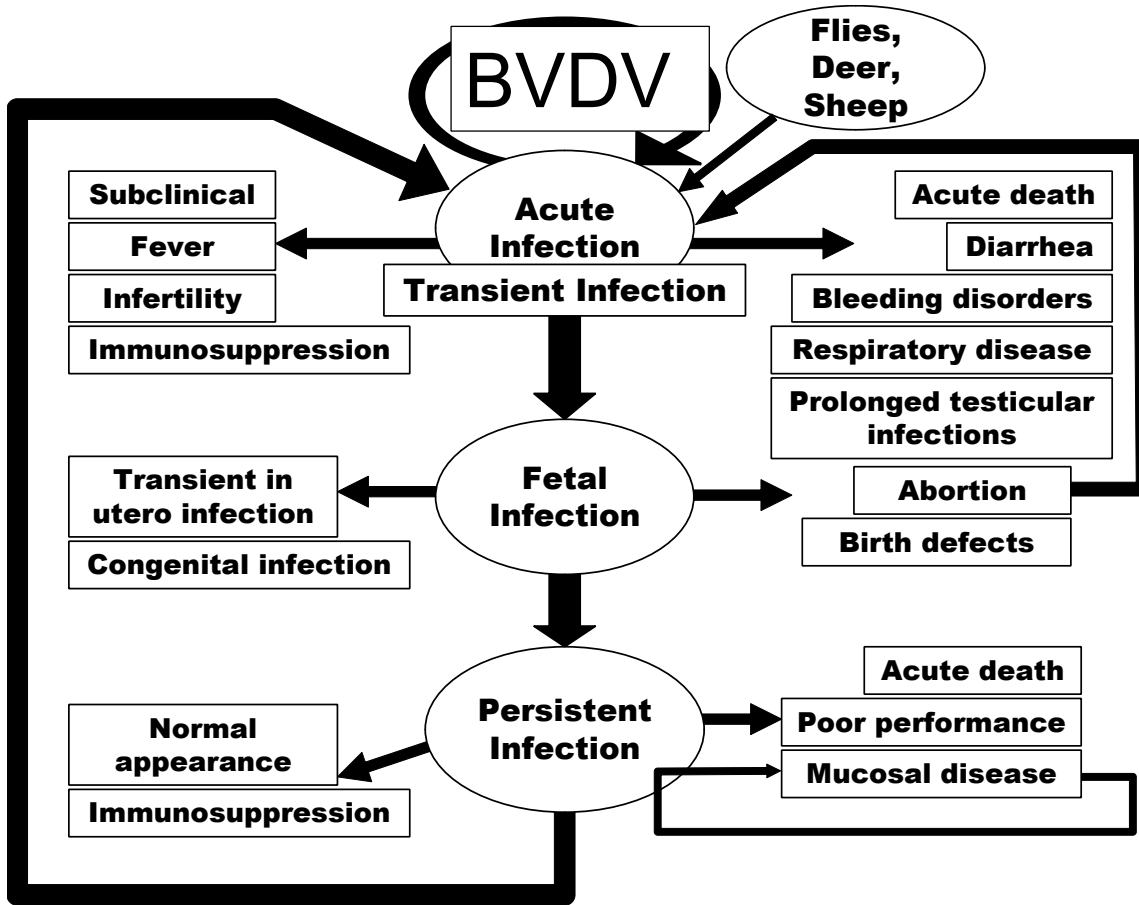 BVDV
Flies,
Deer,
Sheep
Subclinical
Fever
Infertility
Immunosuppression
Acute
Infection
Transient Infection
Acute death
Diarrhea
Bleeding disorders
Respiratory disease
Prolonged testicular
infections
Transient in
utero infection
Congenital infection
Fetal
Infection
Abortion
Birth defects
Normal
appearance
Immunosuppression
Persistent
Infection
Acute death
Poor performance
Mucosal disease